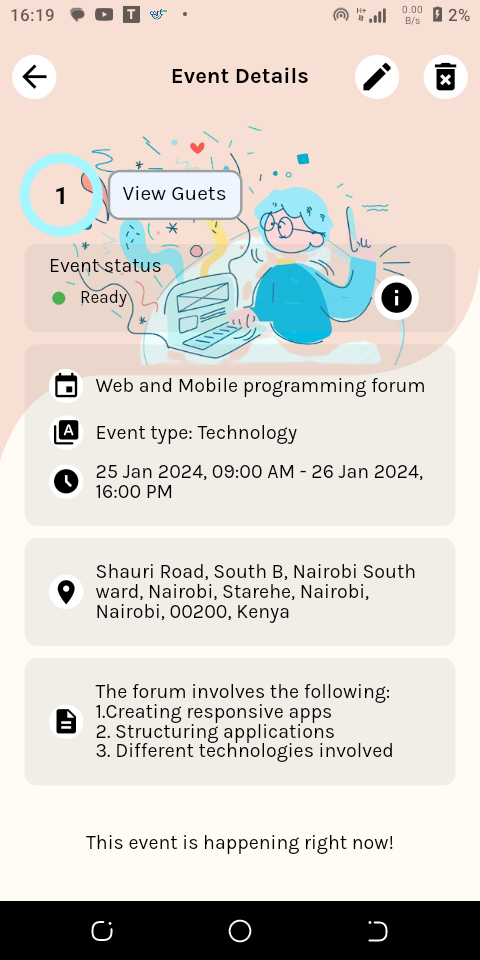 16:19 T H+ 0.00 B/s 2%
Event Details
1
View Guets
Event status
Ready
Web and Mobile programming forum
A
Event type: Technology
25 Jan 2024, 09:00 AM - 26 Jan 2024,
16:00 PM
Shauri Road, South B, Nairobi South
ward, Nairobi, Starehe, Nairobi,
Nairobi, 00200, Kenya
The forum involves the following:
1.Creating responsive apps
2. Structuring applications
3. Different technologies involved
This event is happening right now!